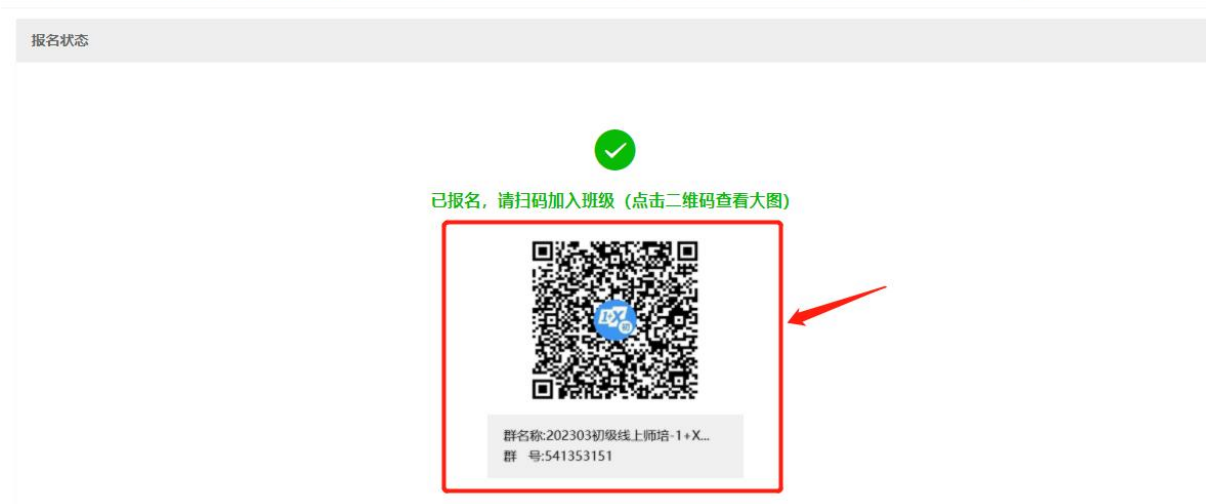 报名状态
已报名，请扫码加入班级（点击二维码查看大图）
1+X
初
群名称:202303初级线上师培-1+X...
群 号:541353151